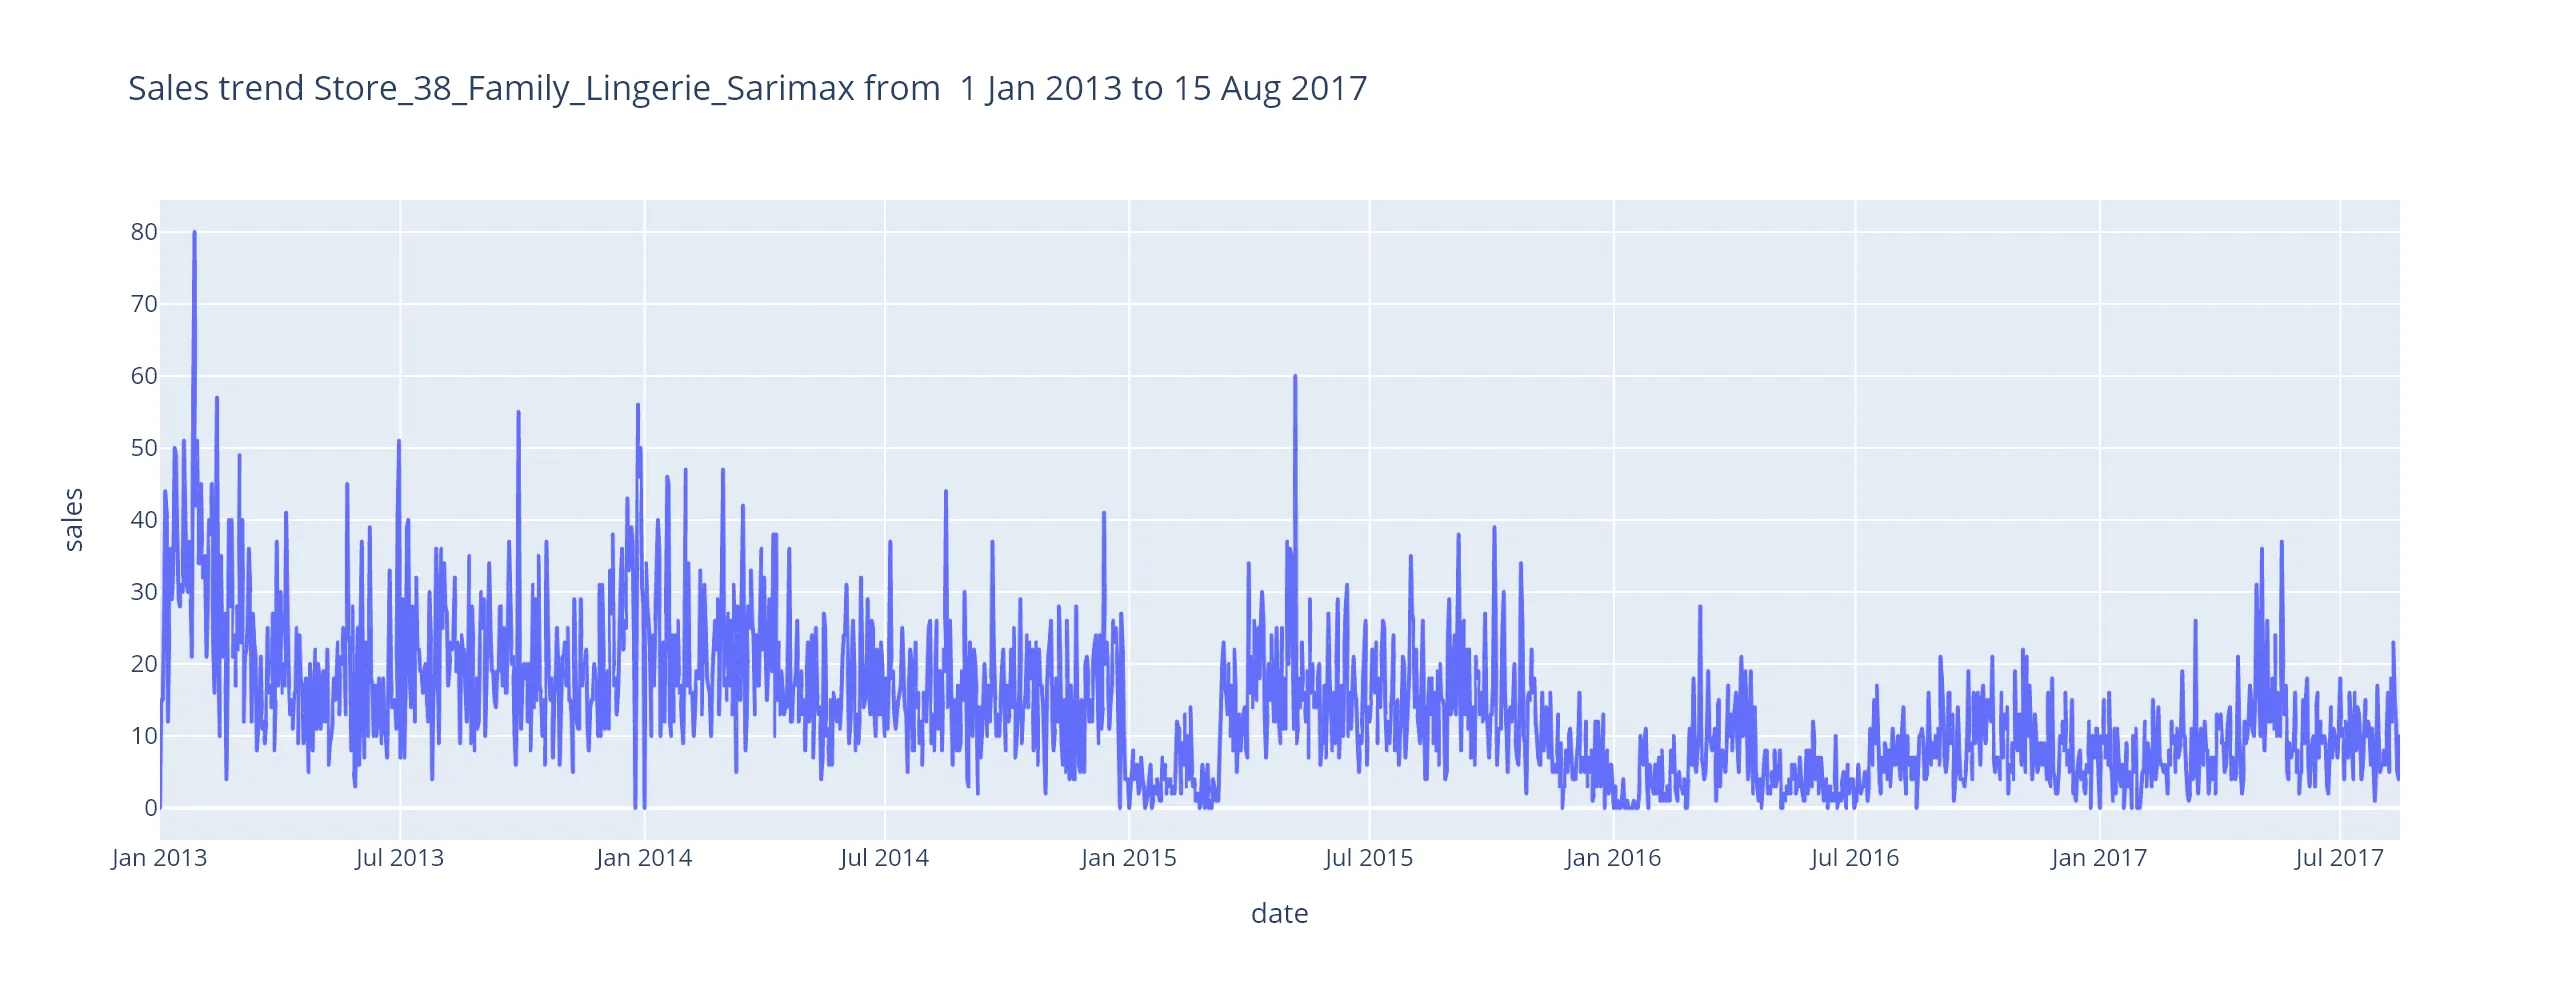 Sales trend Store_38_Family_Lingerie_Sarimax from  1 Jan 2013 to 15 Aug 2017
80
70
60
50
40
30
20
10
0
sales
Jan 2013 Jul 2013 Jan 2014 Jul 2014 Jan 2015 Jul 2015 Jan 2016 Jul 2016 Jan 2017 Jul 2017
date